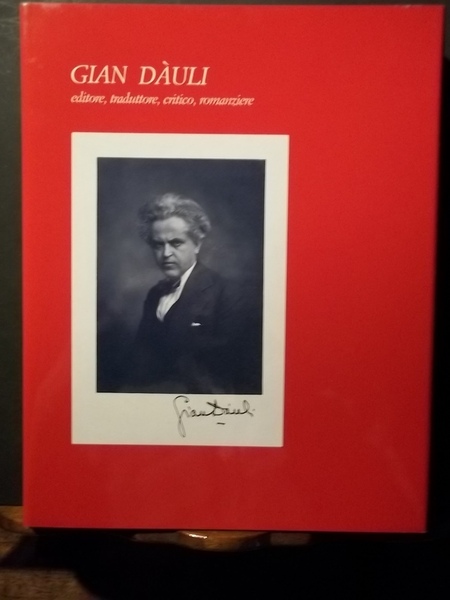 GIAN DÀULI
editore, traduttore, critico, romanziere
Gian Dàuli